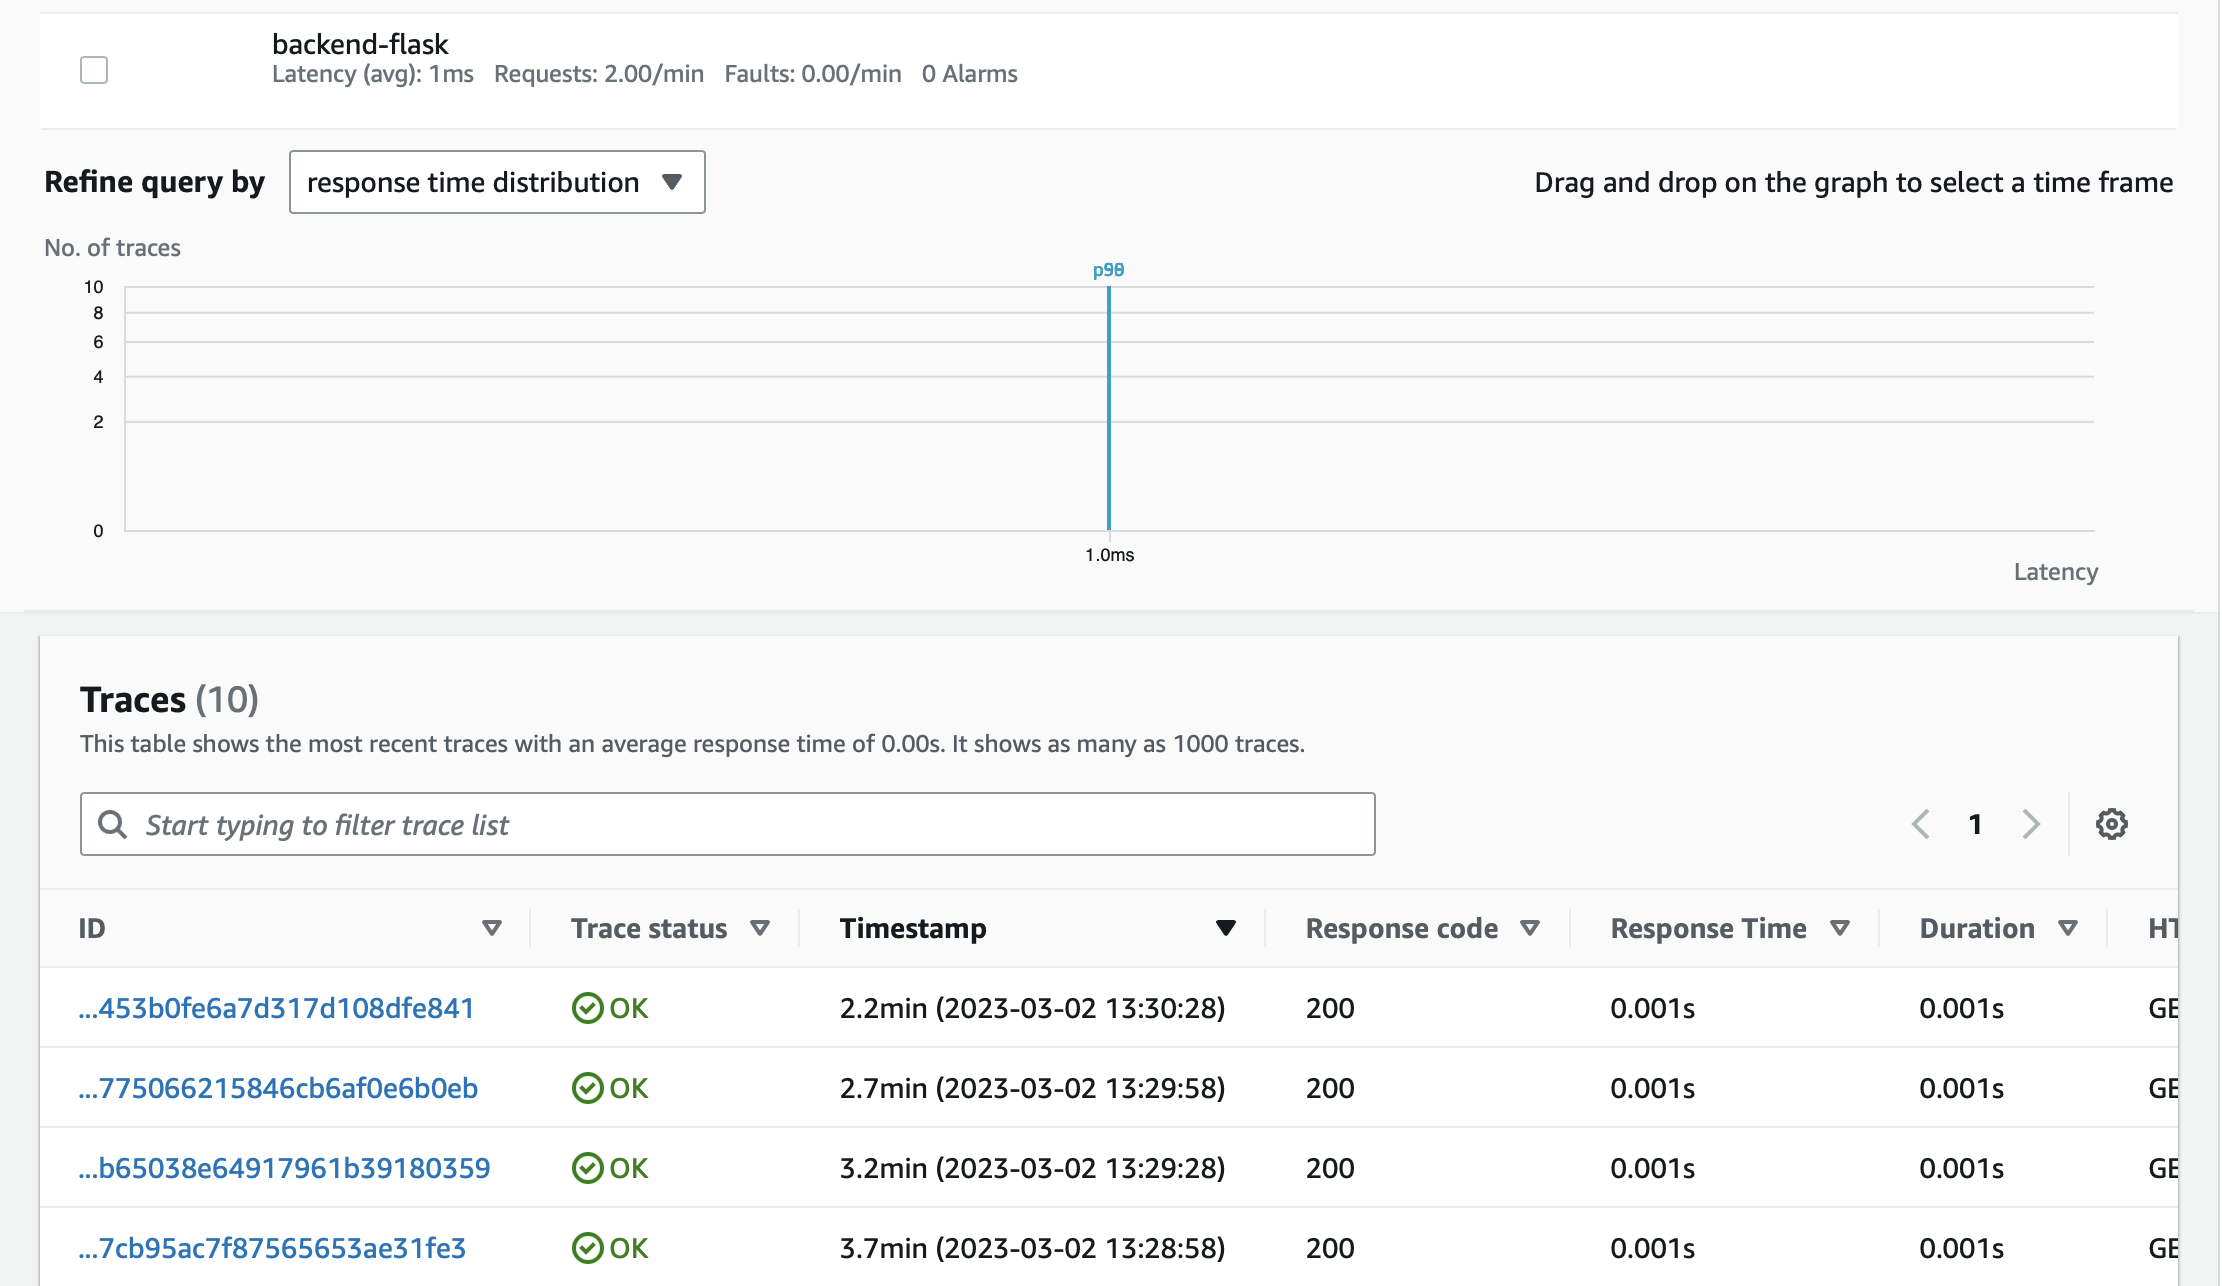 backend-flask
Latency (avg): 1ms Requests: 2.00/min Faults: 0.00/min 0 Alarms
Refine query by response time distribution Drag and drop on the graph to select a time frame
No. of traces
10
8
6
4
2
0
1.0ms
Latency
Traces (10)
This table shows the most recent traces with an average response time of 0.00s. It shows as many as 1000 traces.
Start typing to filter trace list 1
ID Trace status Timestamp Response code Response Time Duration HT
...453b0fe6a7d317d108dfe841 OK 2.2min (2023-03-02 13:30:28) 200 0.001s 0.001s GE
...775066215846cb6af0e6b0eb OK 2.7min (2023-03-02 13:29:58) 200 0.001s 0.001s GE
...b65038e64917961b39180359 OK 3.2min (2023-03-02 13:29:28) 200 0.001s 0.001s GE
...7cb95ac7f87565653ae31fe3 OK 3.7min (2023-03-02 13:28:58) 200 0.001s 0.001s GE